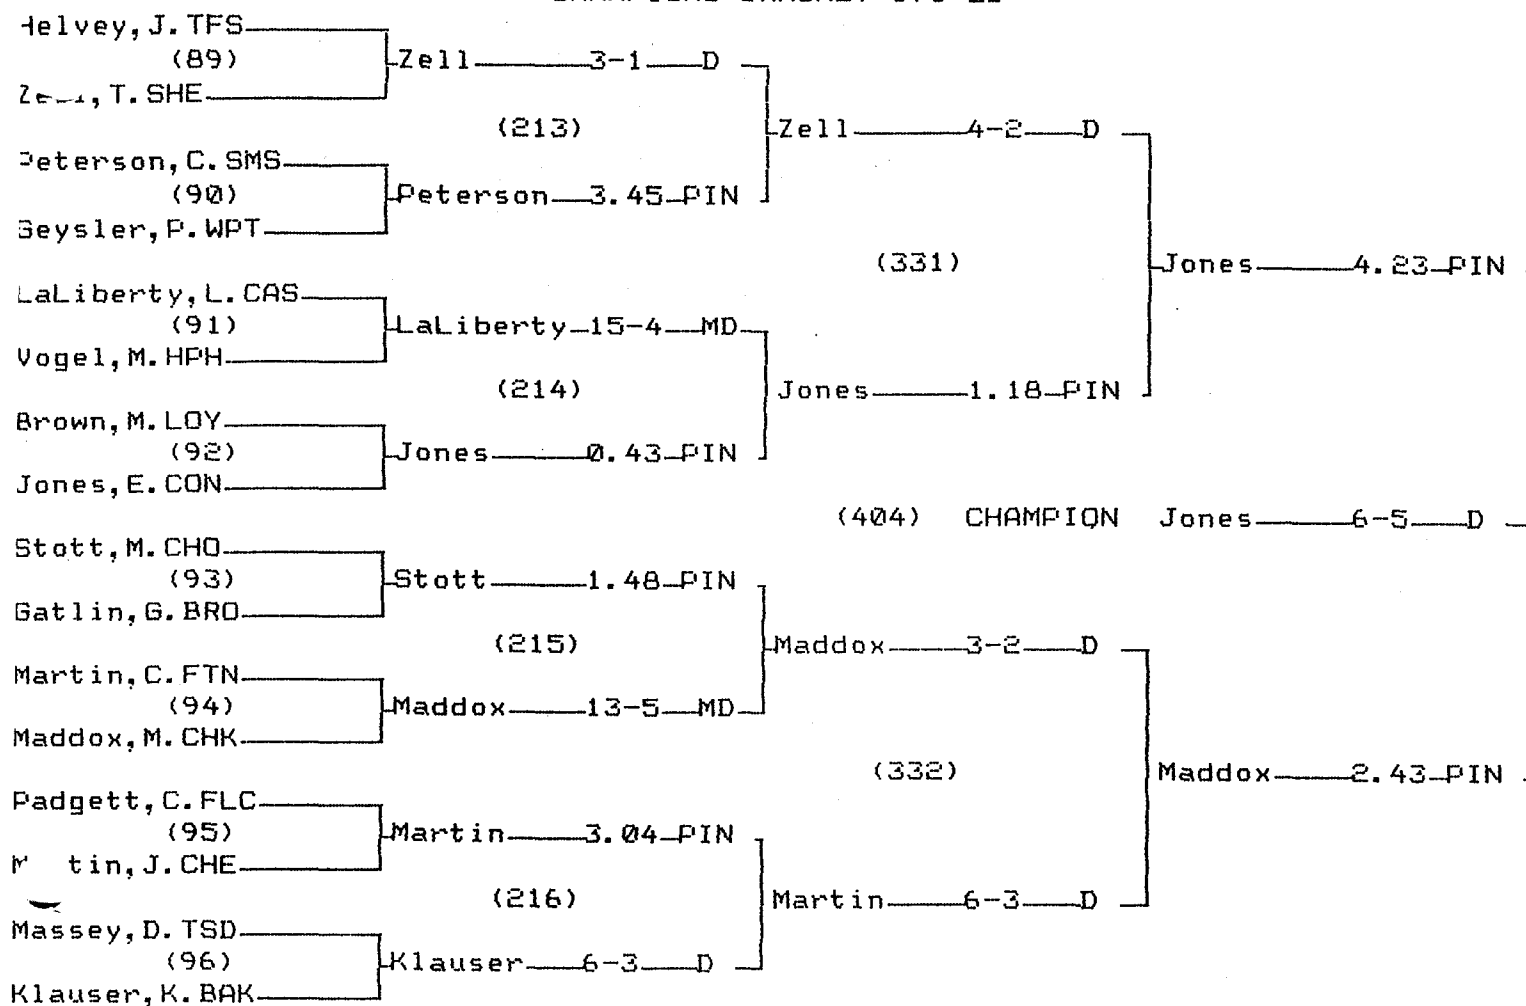 Helvey, J. TFS
(89) Zell 3-1 D
T. SHE
(213) Zell 4-2 D
Peterson, C. SMS
(90) Peterson 3.45 PIN
Geysler, P. WPT
(331) Jones 4.23 PIN
LaLiberty, L. CAS
(91) LaLiberty 15-4 MD
Vogel, M. HPH
(214) Jones 1.18 PIN
Brown, M. LOY
(92) Jones 0.43 PIN
Jones, E. CON
(404) CHAMPION Jones 6-5 D
Stott, M. CHO
(93) Stott 1.48 PIN
Gatlin, G. BRO
(215) Maddox 3-2 D
Martin, C. FTN
(94) Maddox 13-5 MD
Maddox, M. CHK
(332) Maddox 2.43 PIN
Padgett, C. FLC
(95) Martin 3.04 PIN
M tin, J. CHE
(216) Martin 6-3 D
Massey, D. TSD
(96) Klauser 6-3 D
Klauser, K. BAK